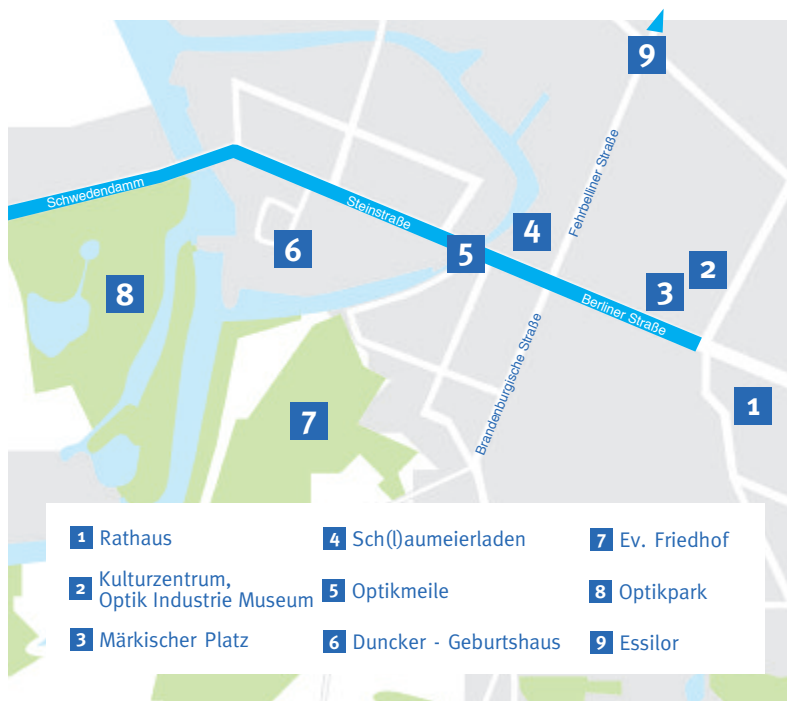 9
Schwedendamm
Steinstraße
Fehrbelliner Straße
4
6
5
2
8
3
Berliner Straße
Brandenburgische Straße
1
7
1 Rathaus
2 Kulturzentrum,
Optik Industrie Museum
3 Märkischer Platz
4 Sch(l)aumeierladen
5 Optikmeile
6 Duncker - Geburtshaus
7 Ev. Friedhof
8 Optikpark
9 Essilor